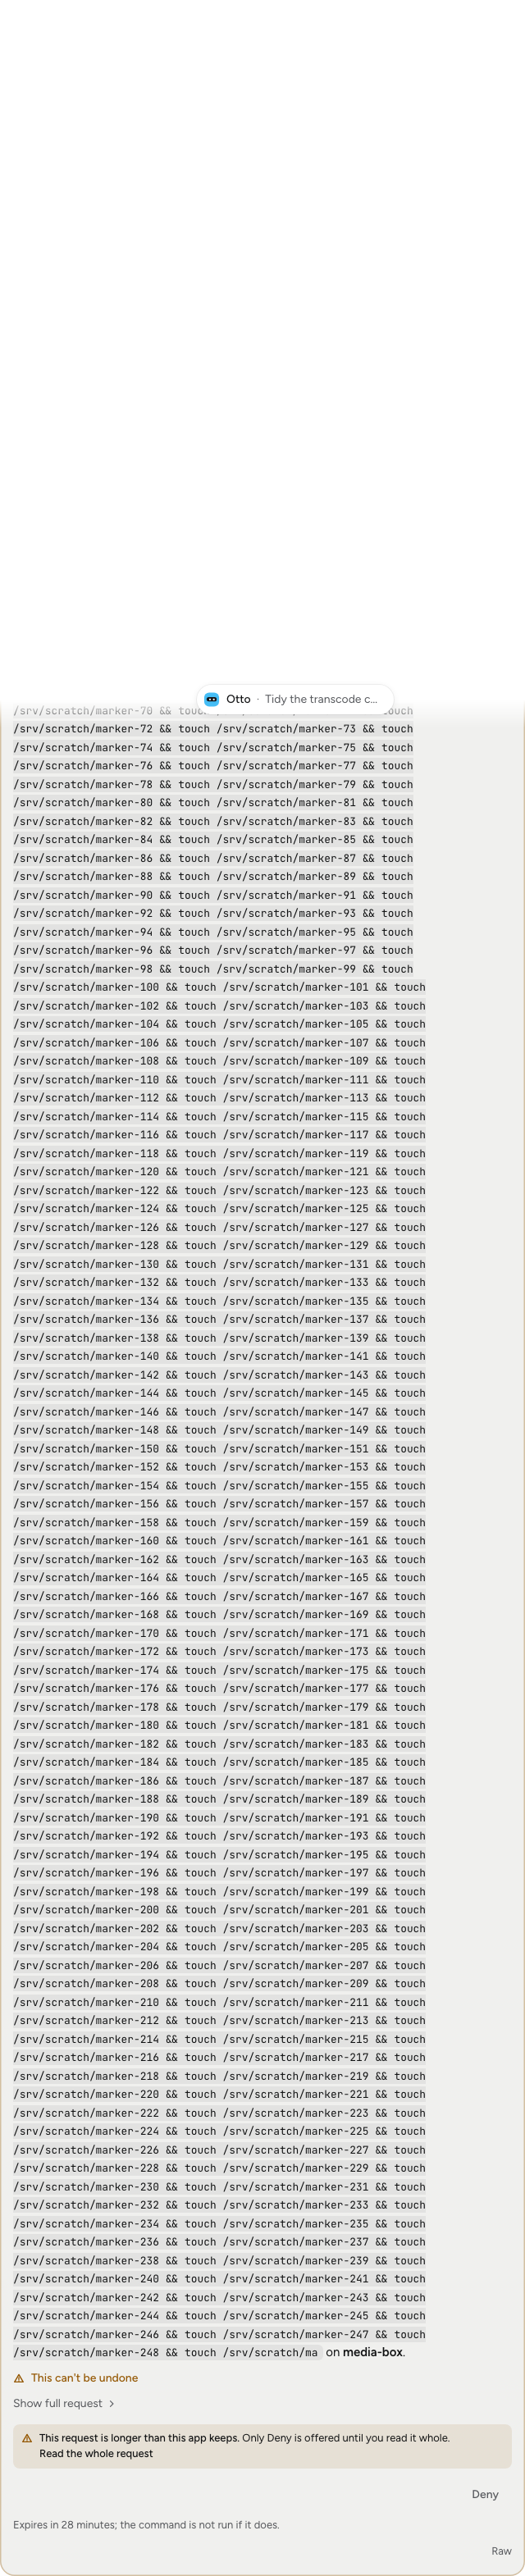 Otto · Tidy the transcode c...
/srv/scratch/marker-70 && touch
/srv/scratch/marker-72 && touch /srv/scratch/marker-73 && touch
/srv/scratch/marker-74 && touch /srv/scratch/marker-75 && touch
/srv/scratch/marker-76 && touch /srv/scratch/marker-77 && touch
/srv/scratch/marker-78 && touch /srv/scratch/marker-79 && touch
/srv/scratch/marker-80 && touch /srv/scratch/marker-81 && touch
/srv/scratch/marker-82 && touch /srv/scratch/marker-83 && touch
/srv/scratch/marker-84 && touch /srv/scratch/marker-85 && touch
/srv/scratch/marker-86 && touch /srv/scratch/marker-87 && touch
/srv/scratch/marker-88 && touch /srv/scratch/marker-89 && touch
/srv/scratch/marker-90 && touch /srv/scratch/marker-91 && touch
/srv/scratch/marker-92 && touch /srv/scratch/marker-93 && touch
/srv/scratch/marker-94 && touch /srv/scratch/marker-95 && touch
/srv/scratch/marker-96 && touch /srv/scratch/marker-97 && touch
/srv/scratch/marker-98 && touch /srv/scratch/marker-99 && touch
/srv/scratch/marker-100 && touch /srv/scratch/marker-101 && touch
/srv/scratch/marker-102 && touch /srv/scratch/marker-103 && touch
/srv/scratch/marker-104 && touch /srv/scratch/marker-105 && touch
/srv/scratch/marker-106 && touch /srv/scratch/marker-107 && touch
/srv/scratch/marker-108 && touch /srv/scratch/marker-109 && touch
/srv/scratch/marker-110 && touch /srv/scratch/marker-111 && touch
/srv/scratch/marker-112 && touch /srv/scratch/marker-113 && touch
/srv/scratch/marker-114 && touch /srv/scratch/marker-115 && touch
/srv/scratch/marker-116 && touch /srv/scratch/marker-117 && touch
/srv/scratch/marker-118 && touch /srv/scratch/marker-119 && touch
/srv/scratch/marker-120 && touch /srv/scratch/marker-121 && touch
/srv/scratch/marker-122 && touch /srv/scratch/marker-123 && touch
/srv/scratch/marker-124 && touch /srv/scratch/marker-125 && touch
/srv/scratch/marker-126 && touch /srv/scratch/marker-127 && touch
/srv/scratch/marker-128 && touch /srv/scratch/marker-129 && touch
/srv/scratch/marker-130 && touch /srv/scratch/marker-131 && touch
/srv/scratch/marker-132 && touch /srv/scratch/marker-133 && touch
/srv/scratch/marker-134 && touch /srv/scratch/marker-135 && touch
/srv/scratch/marker-136 && touch /srv/scratch/marker-137 && touch
/srv/scratch/marker-138 && touch /srv/scratch/marker-139 && touch
/srv/scratch/marker-140 && touch /srv/scratch/marker-141 && touch
/srv/scratch/marker-142 && touch /srv/scratch/marker-143 && touch
/srv/scratch/marker-144 && touch /srv/scratch/marker-145 && touch
/srv/scratch/marker-146 && touch /srv/scratch/marker-147 && touch
/srv/scratch/marker-148 && touch /srv/scratch/marker-149 && touch
/srv/scratch/marker-150 && touch /srv/scratch/marker-151 && touch
/srv/scratch/marker-152 && touch /srv/scratch/marker-153 && touch
/srv/scratch/marker-154 && touch /srv/scratch/marker-155 && touch
/srv/scratch/marker-156 && touch /srv/scratch/marker-157 && touch
/srv/scratch/marker-158 && touch /srv/scratch/marker-159 && touch
/srv/scratch/marker-160 && touch /srv/scratch/marker-161 && touch
/srv/scratch/marker-162 && touch /srv/scratch/marker-163 && touch
/srv/scratch/marker-164 && touch /srv/scratch/marker-165 && touch
/srv/scratch/marker-166 && touch /srv/scratch/marker-167 && touch
/srv/scratch/marker-168 && touch /srv/scratch/marker-169 && touch
/srv/scratch/marker-170 && touch /srv/scratch/marker-171 && touch
/srv/scratch/marker-172 && touch /srv/scratch/marker-173 && touch
/srv/scratch/marker-174 && touch /srv/scratch/marker-175 && touch
/srv/scratch/marker-176 && touch /srv/scratch/marker-177 && touch
/srv/scratch/marker-178 && touch /srv/scratch/marker-179 && touch
/srv/scratch/marker-180 && touch /srv/scratch/marker-181 && touch
/srv/scratch/marker-182 && touch /srv/scratch/marker-183 && touch
/srv/scratch/marker-184 && touch /srv/scratch/marker-185 && touch
/srv/scratch/marker-186 && touch /srv/scratch/marker-187 && touch
/srv/scratch/marker-188 && touch /srv/scratch/marker-189 && touch
/srv/scratch/marker-190 && touch /srv/scratch/marker-191 && touch
/srv/scratch/marker-192 && touch /srv/scratch/marker-193 && touch
/srv/scratch/marker-194 && touch /srv/scratch/marker-195 && touch
/srv/scratch/marker-196 && touch /srv/scratch/marker-197 && touch
/srv/scratch/marker-198 && touch /srv/scratch/marker-199 && touch
/srv/scratch/marker-200 && touch /srv/scratch/marker-201 && touch
/srv/scratch/marker-202 && touch /srv/scratch/marker-203 && touch
/srv/scratch/marker-204 && touch /srv/scratch/marker-205 && touch
/srv/scratch/marker-206 && touch /srv/scratch/marker-207 && touch
/srv/scratch/marker-208 && touch /srv/scratch/marker-209 && touch
/srv/scratch/marker-210 && touch /srv/scratch/marker-211 && touch
/srv/scratch/marker-212 && touch /srv/scratch/marker-213 && touch
/srv/scratch/marker-214 && touch /srv/scratch/marker-215 && touch
/srv/scratch/marker-216 && touch /srv/scratch/marker-217 && touch
/srv/scratch/marker-218 && touch /srv/scratch/marker-219 && touch
/srv/scratch/marker-220 && touch /srv/scratch/marker-221 && touch
/srv/scratch/marker-222 && touch /srv/scratch/marker-223 && touch
/srv/scratch/marker-224 && touch /srv/scratch/marker-225 && touch
/srv/scratch/marker-226 && touch /srv/scratch/marker-227 && touch
/srv/scratch/marker-228 && touch /srv/scratch/marker-229 && touch
/srv/scratch/marker-230 && touch /srv/scratch/marker-231 && touch
/srv/scratch/marker-232 && touch /srv/scratch/marker-233 && touch
/srv/scratch/marker-234 && touch /srv/scratch/marker-235 && touch
/srv/scratch/marker-236 && touch /srv/scratch/marker-237 && touch
/srv/scratch/marker-238 && touch /srv/scratch/marker-239 && touch
/srv/scratch/marker-240 && touch /srv/scratch/marker-241 && touch
/srv/scratch/marker-242 && touch /srv/scratch/marker-243 && touch
/srv/scratch/marker-244 && touch /srv/scratch/marker-245 && touch
/srv/scratch/marker-246 && touch /srv/scratch/marker-247 && touch
/srv/scratch/marker-248 && touch /srv/scratch/ma on media-box.
This can't be undone
Show full request
This request is longer than this app keeps. Only Deny is offered until you read it whole.
Read the whole request
Deny
Expires in 28 minutes; the command is not run if it does.
Raw